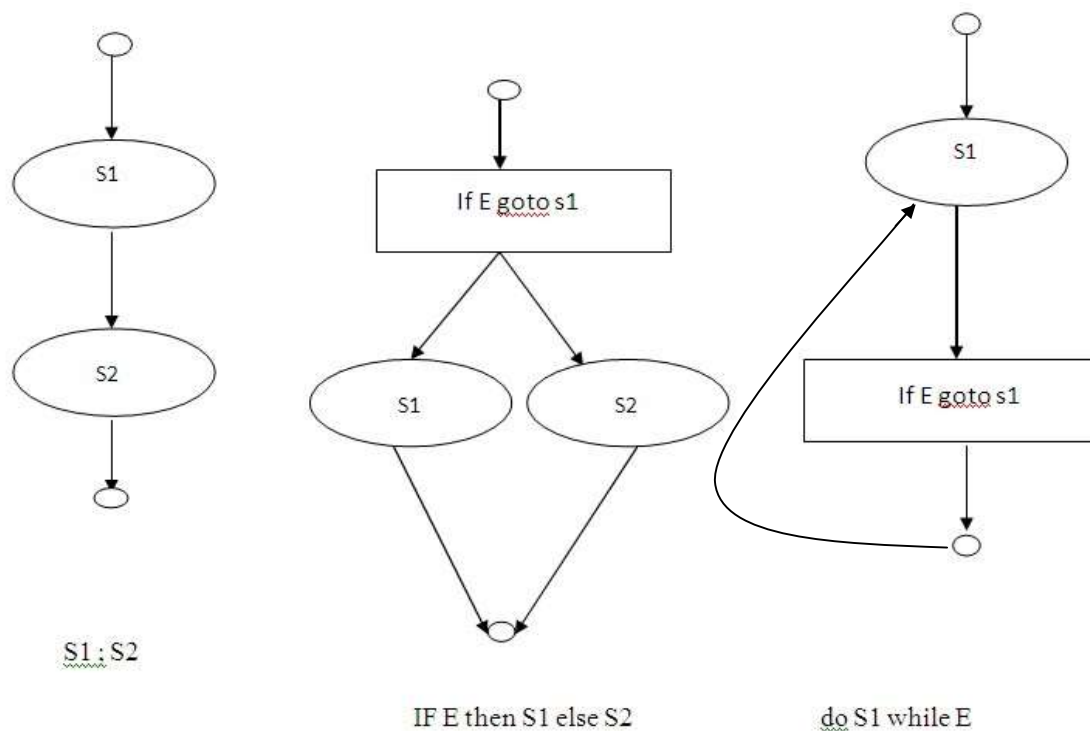 S1
S2
S1 ; S2
If E goto s1
S1
S2
IF E then S1 else S2
S1
If E goto s1
do S1 while E